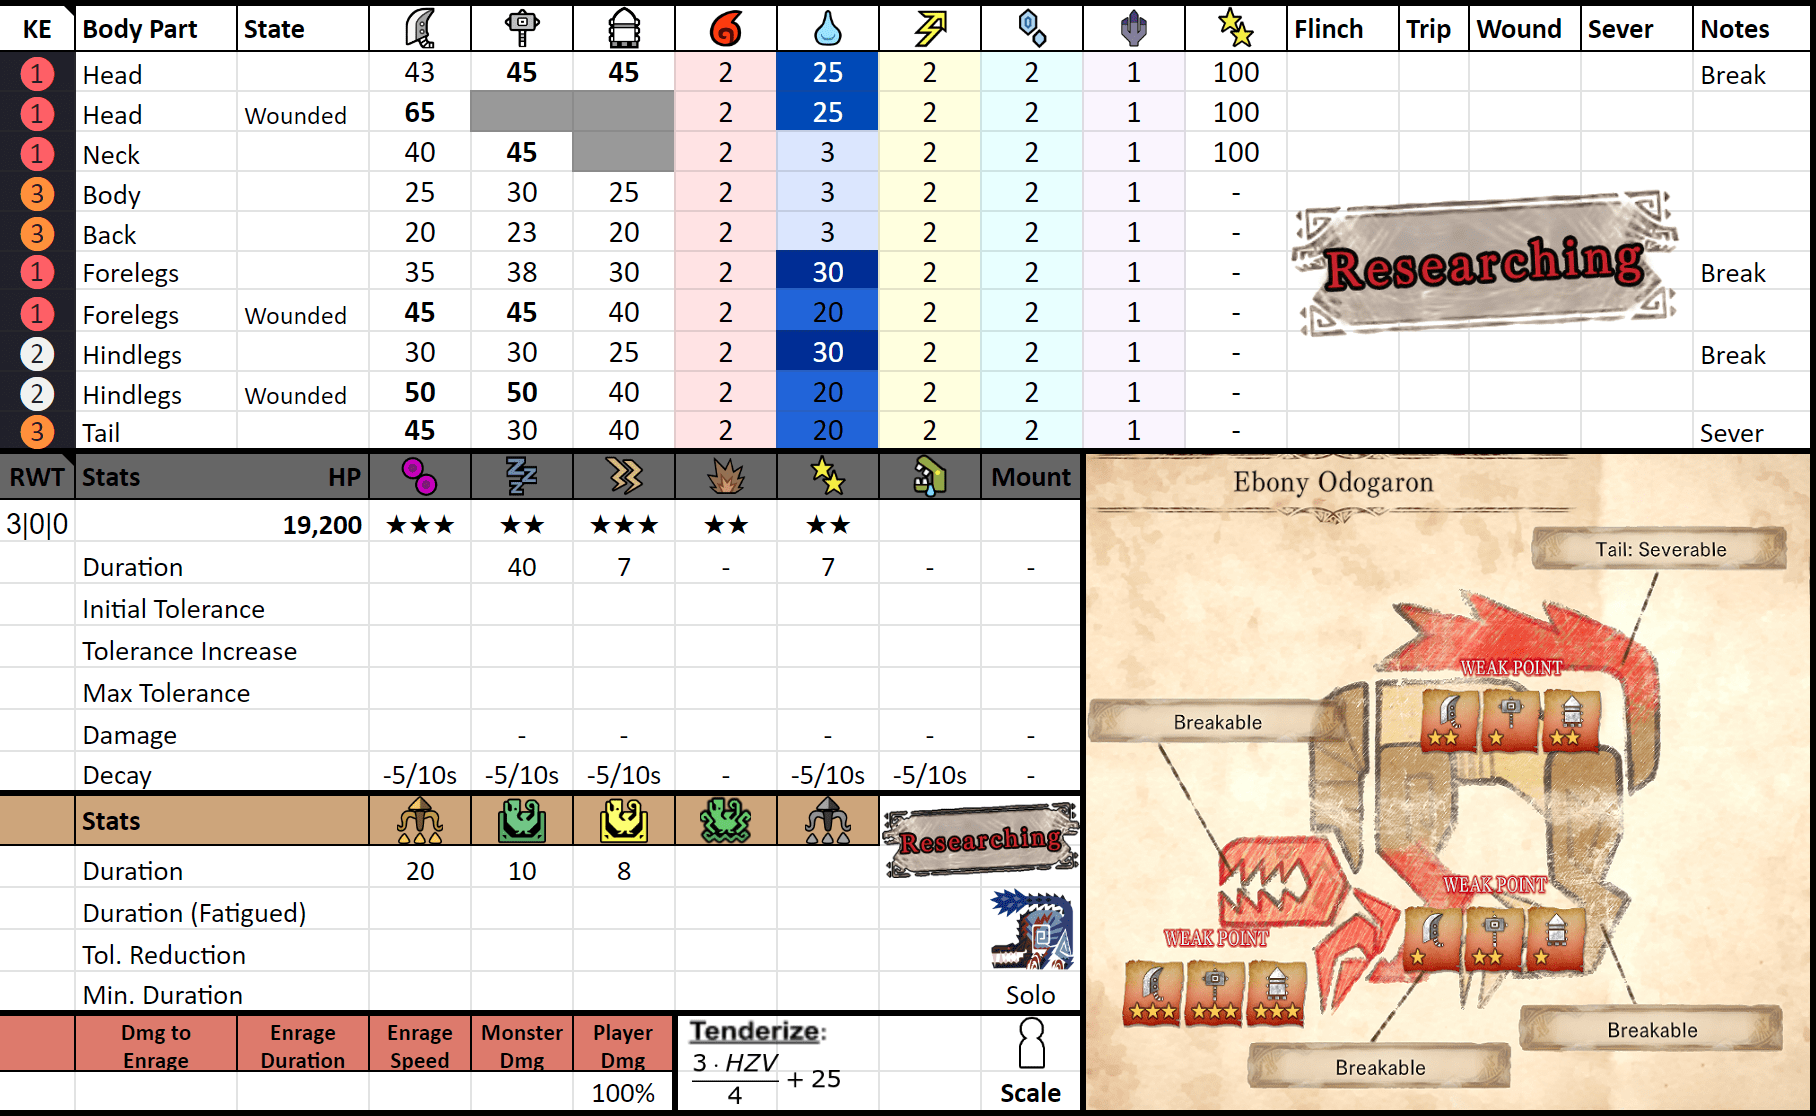 KE Body Part State Flinch Trip Wound Sever Notes
1 Head 43 45 45 2 25 2 2 1 100 Break
1 Head Wounded 65 2 25 2 2 1 100
1 Neck 40 45 2 3 2 2 1 100
3 Body 25 30 25 2 3 2 2 1 -
3 Back 20 23 20 2 3 2 2 1 -
1 Forelegs 35 38 30 2 30 2 2 1 - Break
1 Forelegs Wounded 45 45 40 2 20 2 2 1 -
2 Hindlegs 30 30 25 2 30 2 2 1 - Break
2 Hindlegs Wounded 50 50 40 2 20 2 2 1 -
3 Tail 45 30 40 2 20 2 2 1 - Sever
Researching
RWT Stats HP Mount
3|0|0 19,200 ★★★ ★★ ★★★ ★★ ★★
Duration 40 7 - 7 - -
Initial Tolerance
Tolerance Increase
Max Tolerance
Damage - - - - -
Decay -5/10s -5/10s -5/10s - -5/10s -5/10s -
Stats
Researching
Duration 20 10 8
Duration (Fatigued)
Tol. Reduction
Min. Duration Solo
Dmg to Enrage Enrage Duration Enrage Speed Monster Dmg Player Dmg
100%
Tenderize:
3 · HZV
4
+ 25
Scale
Ebony Odogaron
Tail: Severable
WEAK POINT
Breakable
WEAK POINT
WEAK POINT
Breakable
Breakable